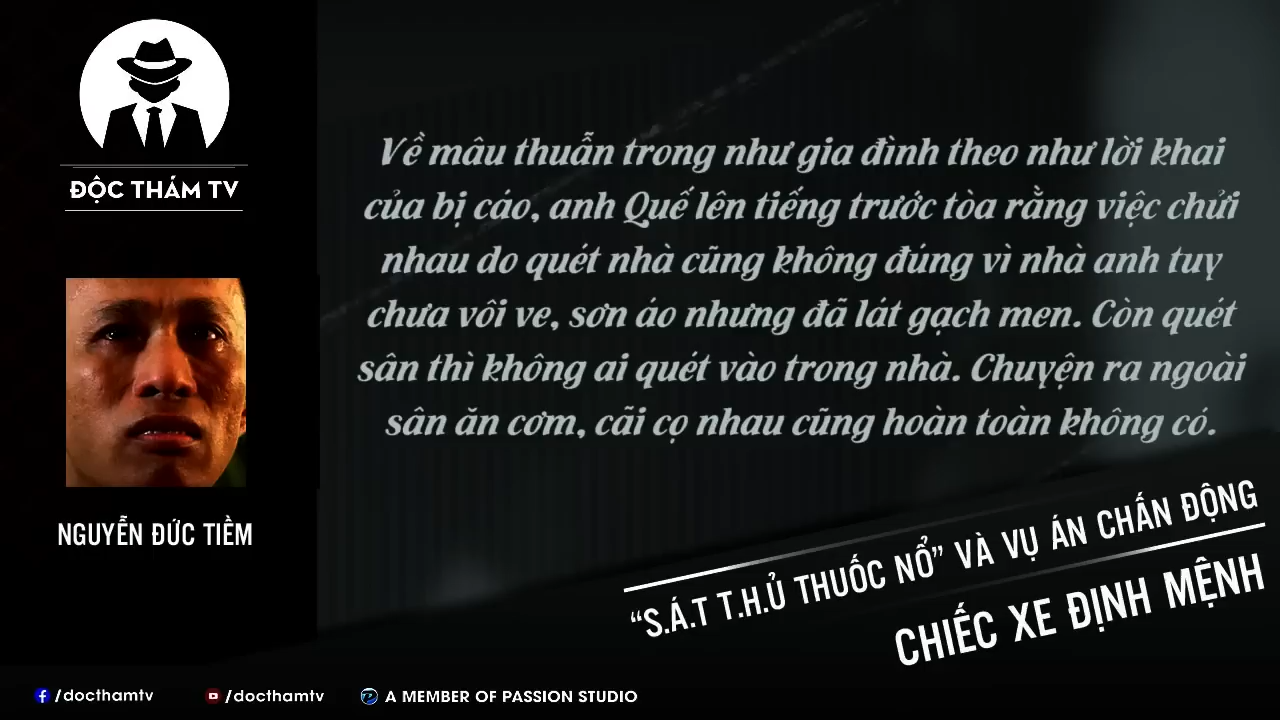 ĐỘC THÁM TV
NGUYỄN ĐỨC TIỀM
Về mâu thuẫn trong như gia đình theo như lời khai
của bị cáo, anh Quế lên tiếng trước tòa rằng việc chửi
nhau do quét nhà cũng không đúng vì nhà anh tuy
chưa vôi ve, sơn áo nhưng đã lát gạch men. Còn quét
sân thì không ai quét vào trong nhà. Chuyện ra ngoài
sân ăn cơm, cãi cọ nhau cũng hoàn toàn không có.
“S.Á.T T.H.Ủ THUỐC NỔ” VÀ VỤ ÁN CHẤN ĐỘNG
CHIẾC XE ĐỊNH MỆNH
/docthamtv
/docthamtv
A MEMBER OF PASSION STUDIO